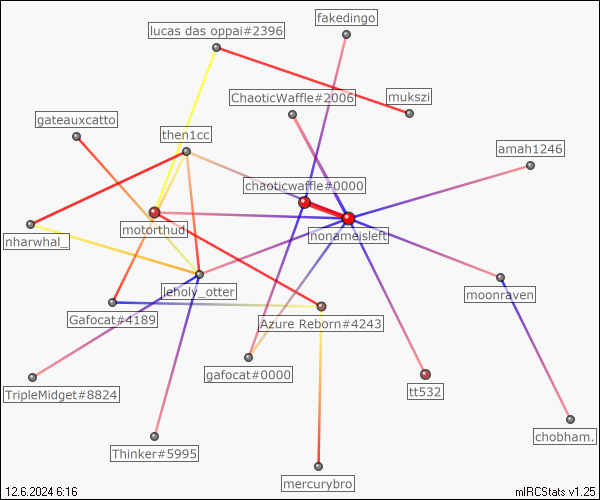 fakedingo
lucas das oppai#2396
ChaoticWaffle#2006
mukszi
gateauxcatto
then1cc
amah1246
chaoticwaffle#0000
motorthud
nonameisleft
nharwhal_
leholy_otter
moonraven
Gafocat#4189
Azure Reborn#4243
gafocat#0000
TripleMidget#8824
tt532
chobham.
Thinker#5995
mercurybro
12.6.2024 6:16
mIRCStats v1.25